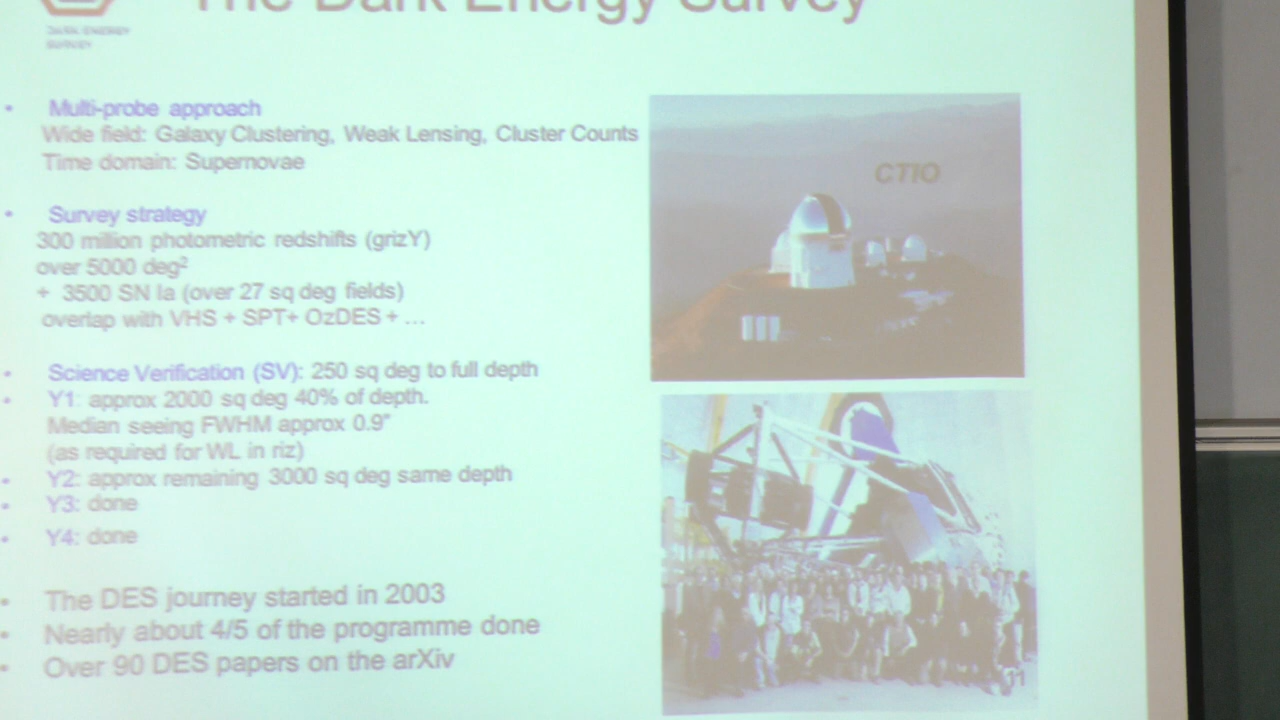 The Dark Energy Survey
DARK ENERGY
SURVEY
• Multi-probe approach
Wide field: Galaxy Clustering, Weak Lensing, Cluster Counts
Time domain: Supernovae
• Survey strategy
300 million photometric redshifts (grizY)
over 5000 deg²
+ 3500 SN Ia (over 27 sq deg fields)
overlap with VHS + SPT+ OzDES + …
• Science Verification (SV): 250 sq deg to full depth
• Y1: approx 2000 sq deg 40% of depth.
Median seeing FWHM approx 0.9”
(as required for WL in riz)
• Y2: approx remaining 3000 sq deg same depth
• Y3: done
• Y4: done
• The DES journey started in 2003
• Nearly about 4/5 of the programme done
• Over 90 DES papers on the arXiv
CTIO
11